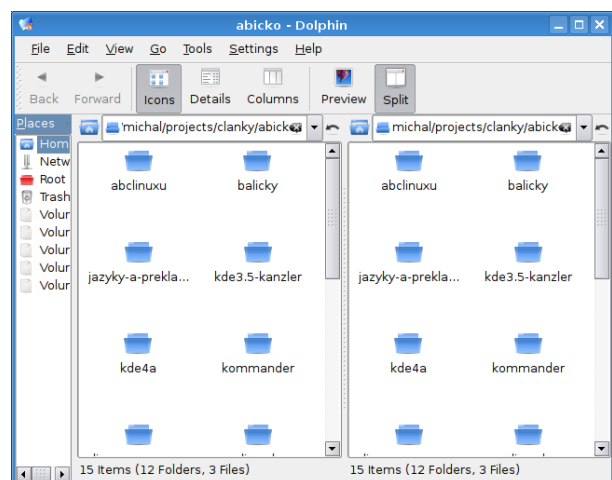 abicko - Dolphin
File Edit View Go Tools Settings Help
Back Forward Icons Details Columns Preview Split
Places
Hom
Netw
Root
Trash
Volur
Volur
Volur
Volur
Volur
michal/projects/clanky/abick
abclinuxu balicky
jazyky-a-prekla... kde3.5-kanzler
kde4a kommander
15 Items (12 Folders, 3 Files)
michal/projects/clanky/abick
abclinuxu balicky
jazyky-a-prekla... kde3.5-kanzler
kde4a kommander
15 Items (12 Folders, 3 Files)